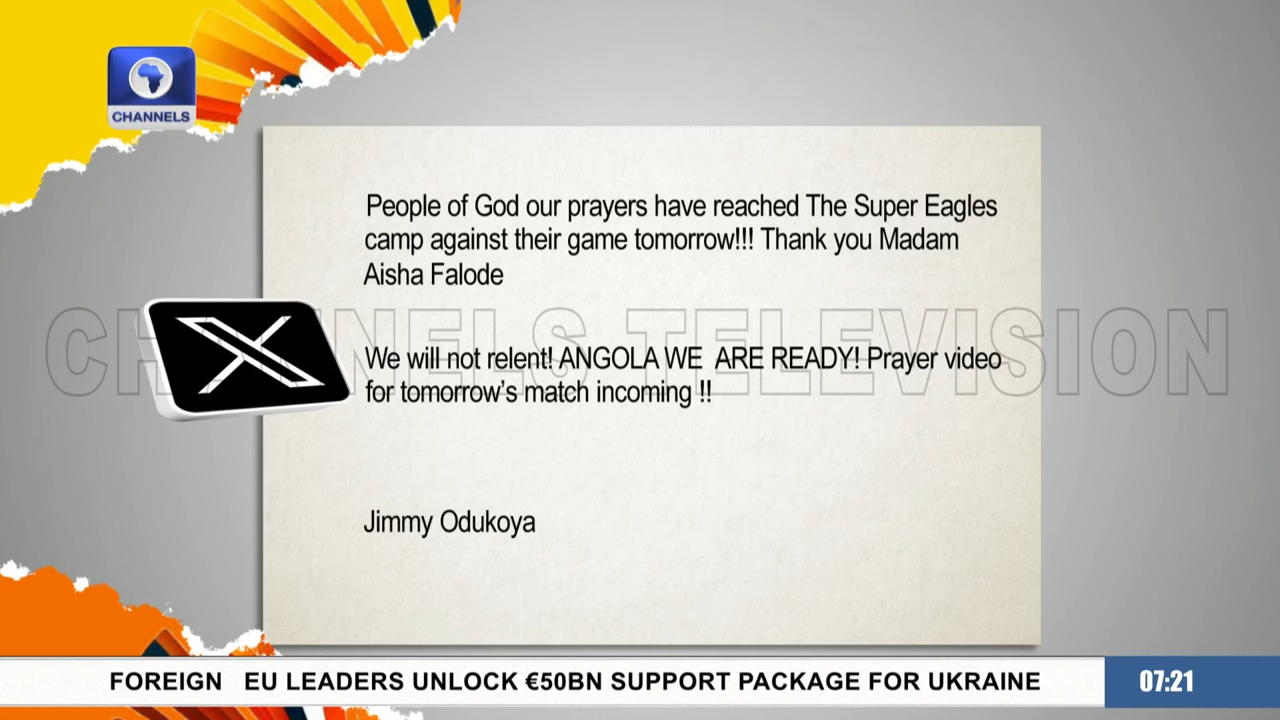 CHANNELS
People of God our prayers have reached The Super Eagles
camp against their game tomorrow!!! Thank you Madam
Aisha Falode
CHANNELS TELEVISION
We will not relent! ANGOLA WE  ARE READY! Prayer video
for tomorrow's match incoming !!
Jimmy Odukoya
FOREIGN EU LEADERS UNLOCK €50BN SUPPORT PACKAGE FOR UKRAINE
07:21